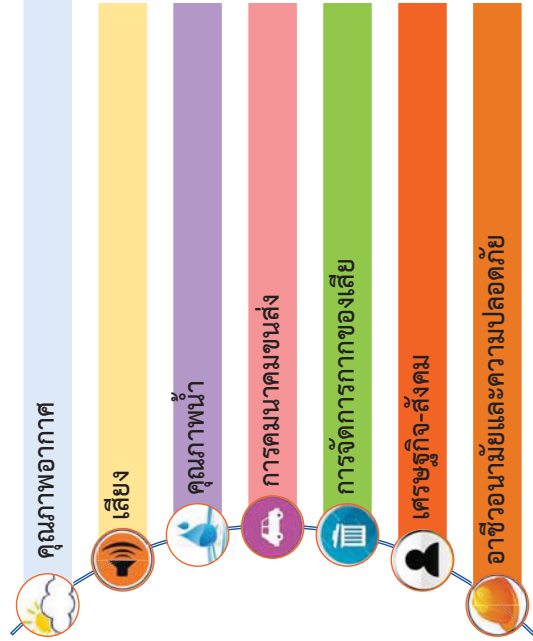 คุณภาพอากาศ
เสียง
คุณภาพน้ำ
การคมนาคมขนส่ง
การจัดการกากของเสีย
เศรษฐกิจ-สังคม
อาชีวอนามัยและความปลอดภัย